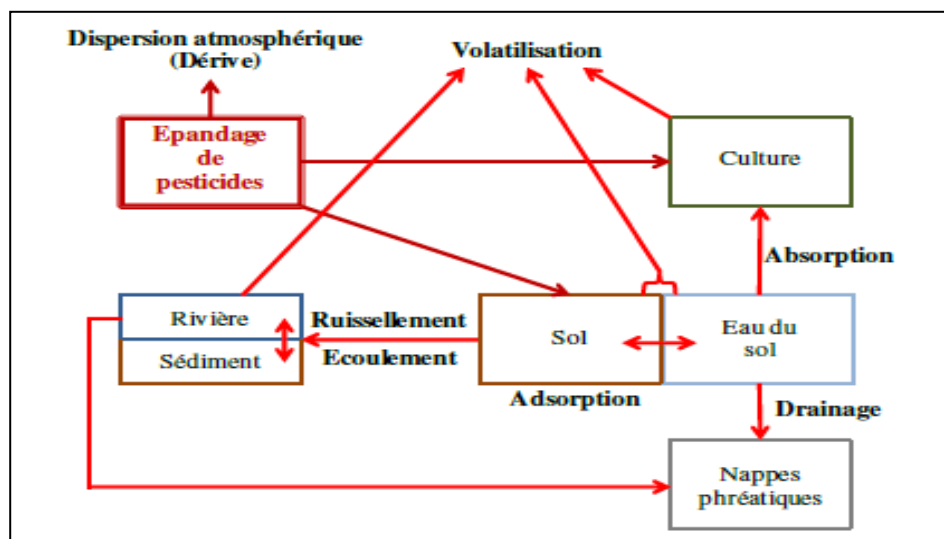 Dispersion atmosphérique
(Dérive)
Volatilisation
Epandage
de
pesticides
Culture
Absorption
Rivière
Sédiment
Ruissellement
Ecoulement
Sol
Eau du
sol
Adsorption
Drainage
Nappes
phréatiques